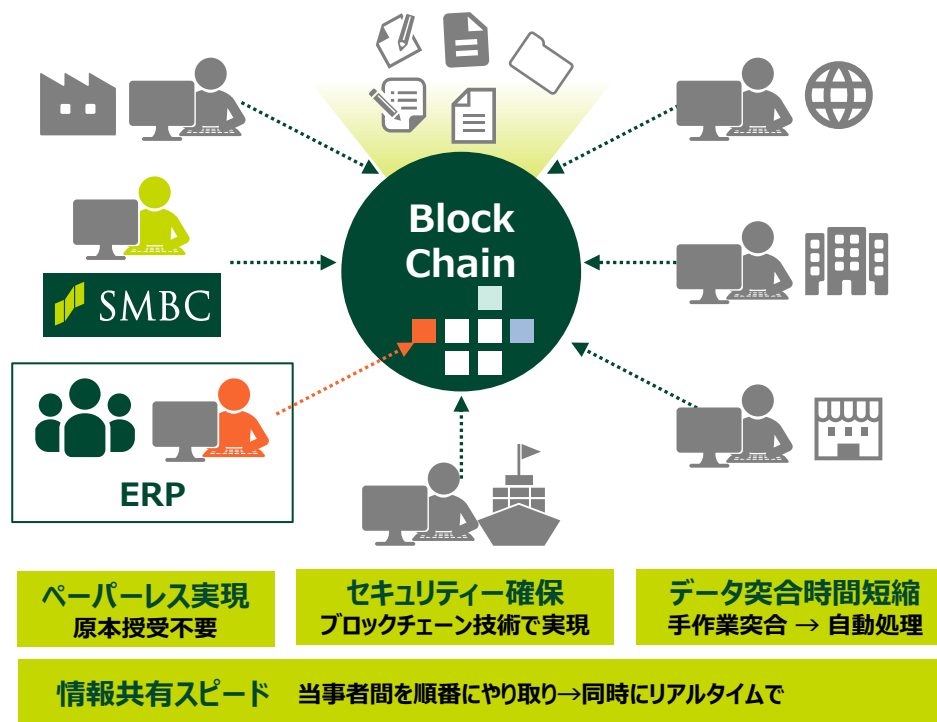 Block
Chain
SMBC
ERP
ペーパーレス実現
原本授受不要
セキュリティー確保
ブロックチェーン技術で実現
データ突合時間短縮
手作業突合 → 自動処理
情報共有スピード 当事者間を順番にやり取り→同時にリアルタイムで